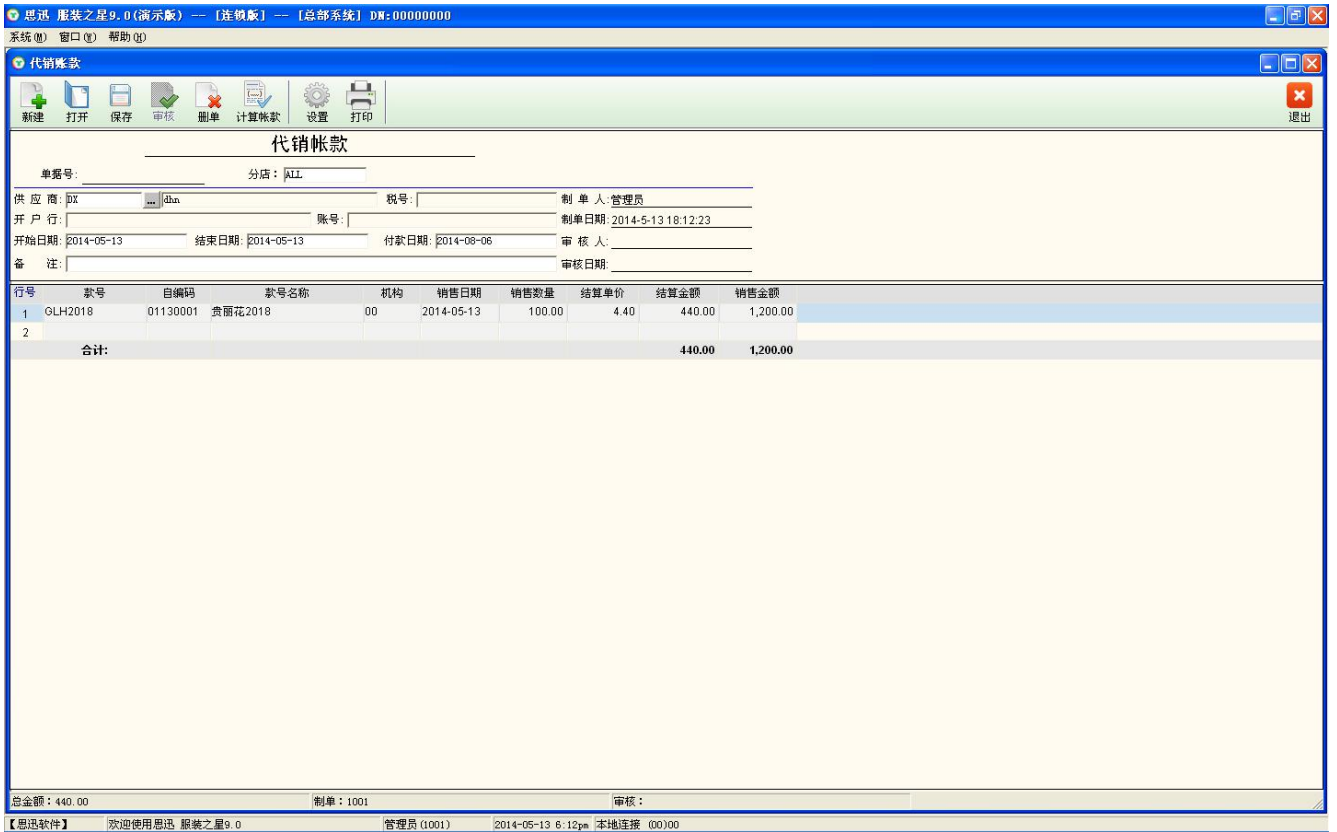 思迅 服装之星9.0(演示版) -- [连锁版] -- [总部系统] DN:00000000
系统(M) 窗口(W) 帮助(H)
代销账款
新建 打开 保存 审核 删单 计算帐款 设置 打印 退出
代销帐款
单据号: 分店: ALL
供 应 商: DX ... dhn 税号: 制 单 人: 管理员
开 户 行: 账号: 制单日期: 2014-5-13 18:12:23
开始日期: 2014-05-13 结束日期: 2014-05-13 付款日期: 2014-08-06 审 核 人:
备 注: 审核日期:
行号 款号 自编码 款号名称 机构 销售日期 销售数量 结算单价 结算金额 销售金额
1 GLH2018 01130001 贵丽花2018 00 2014-05-13 100.00 4.40 440.00 1,200.00
2
合计: 440.00 1,200.00
总金额:440.00 制单:1001 审核:
【思迅软件】 欢迎使用思迅 服装之星9.0 管理员(1001) 2014-05-13 6:12pm 本地连接 (00)00